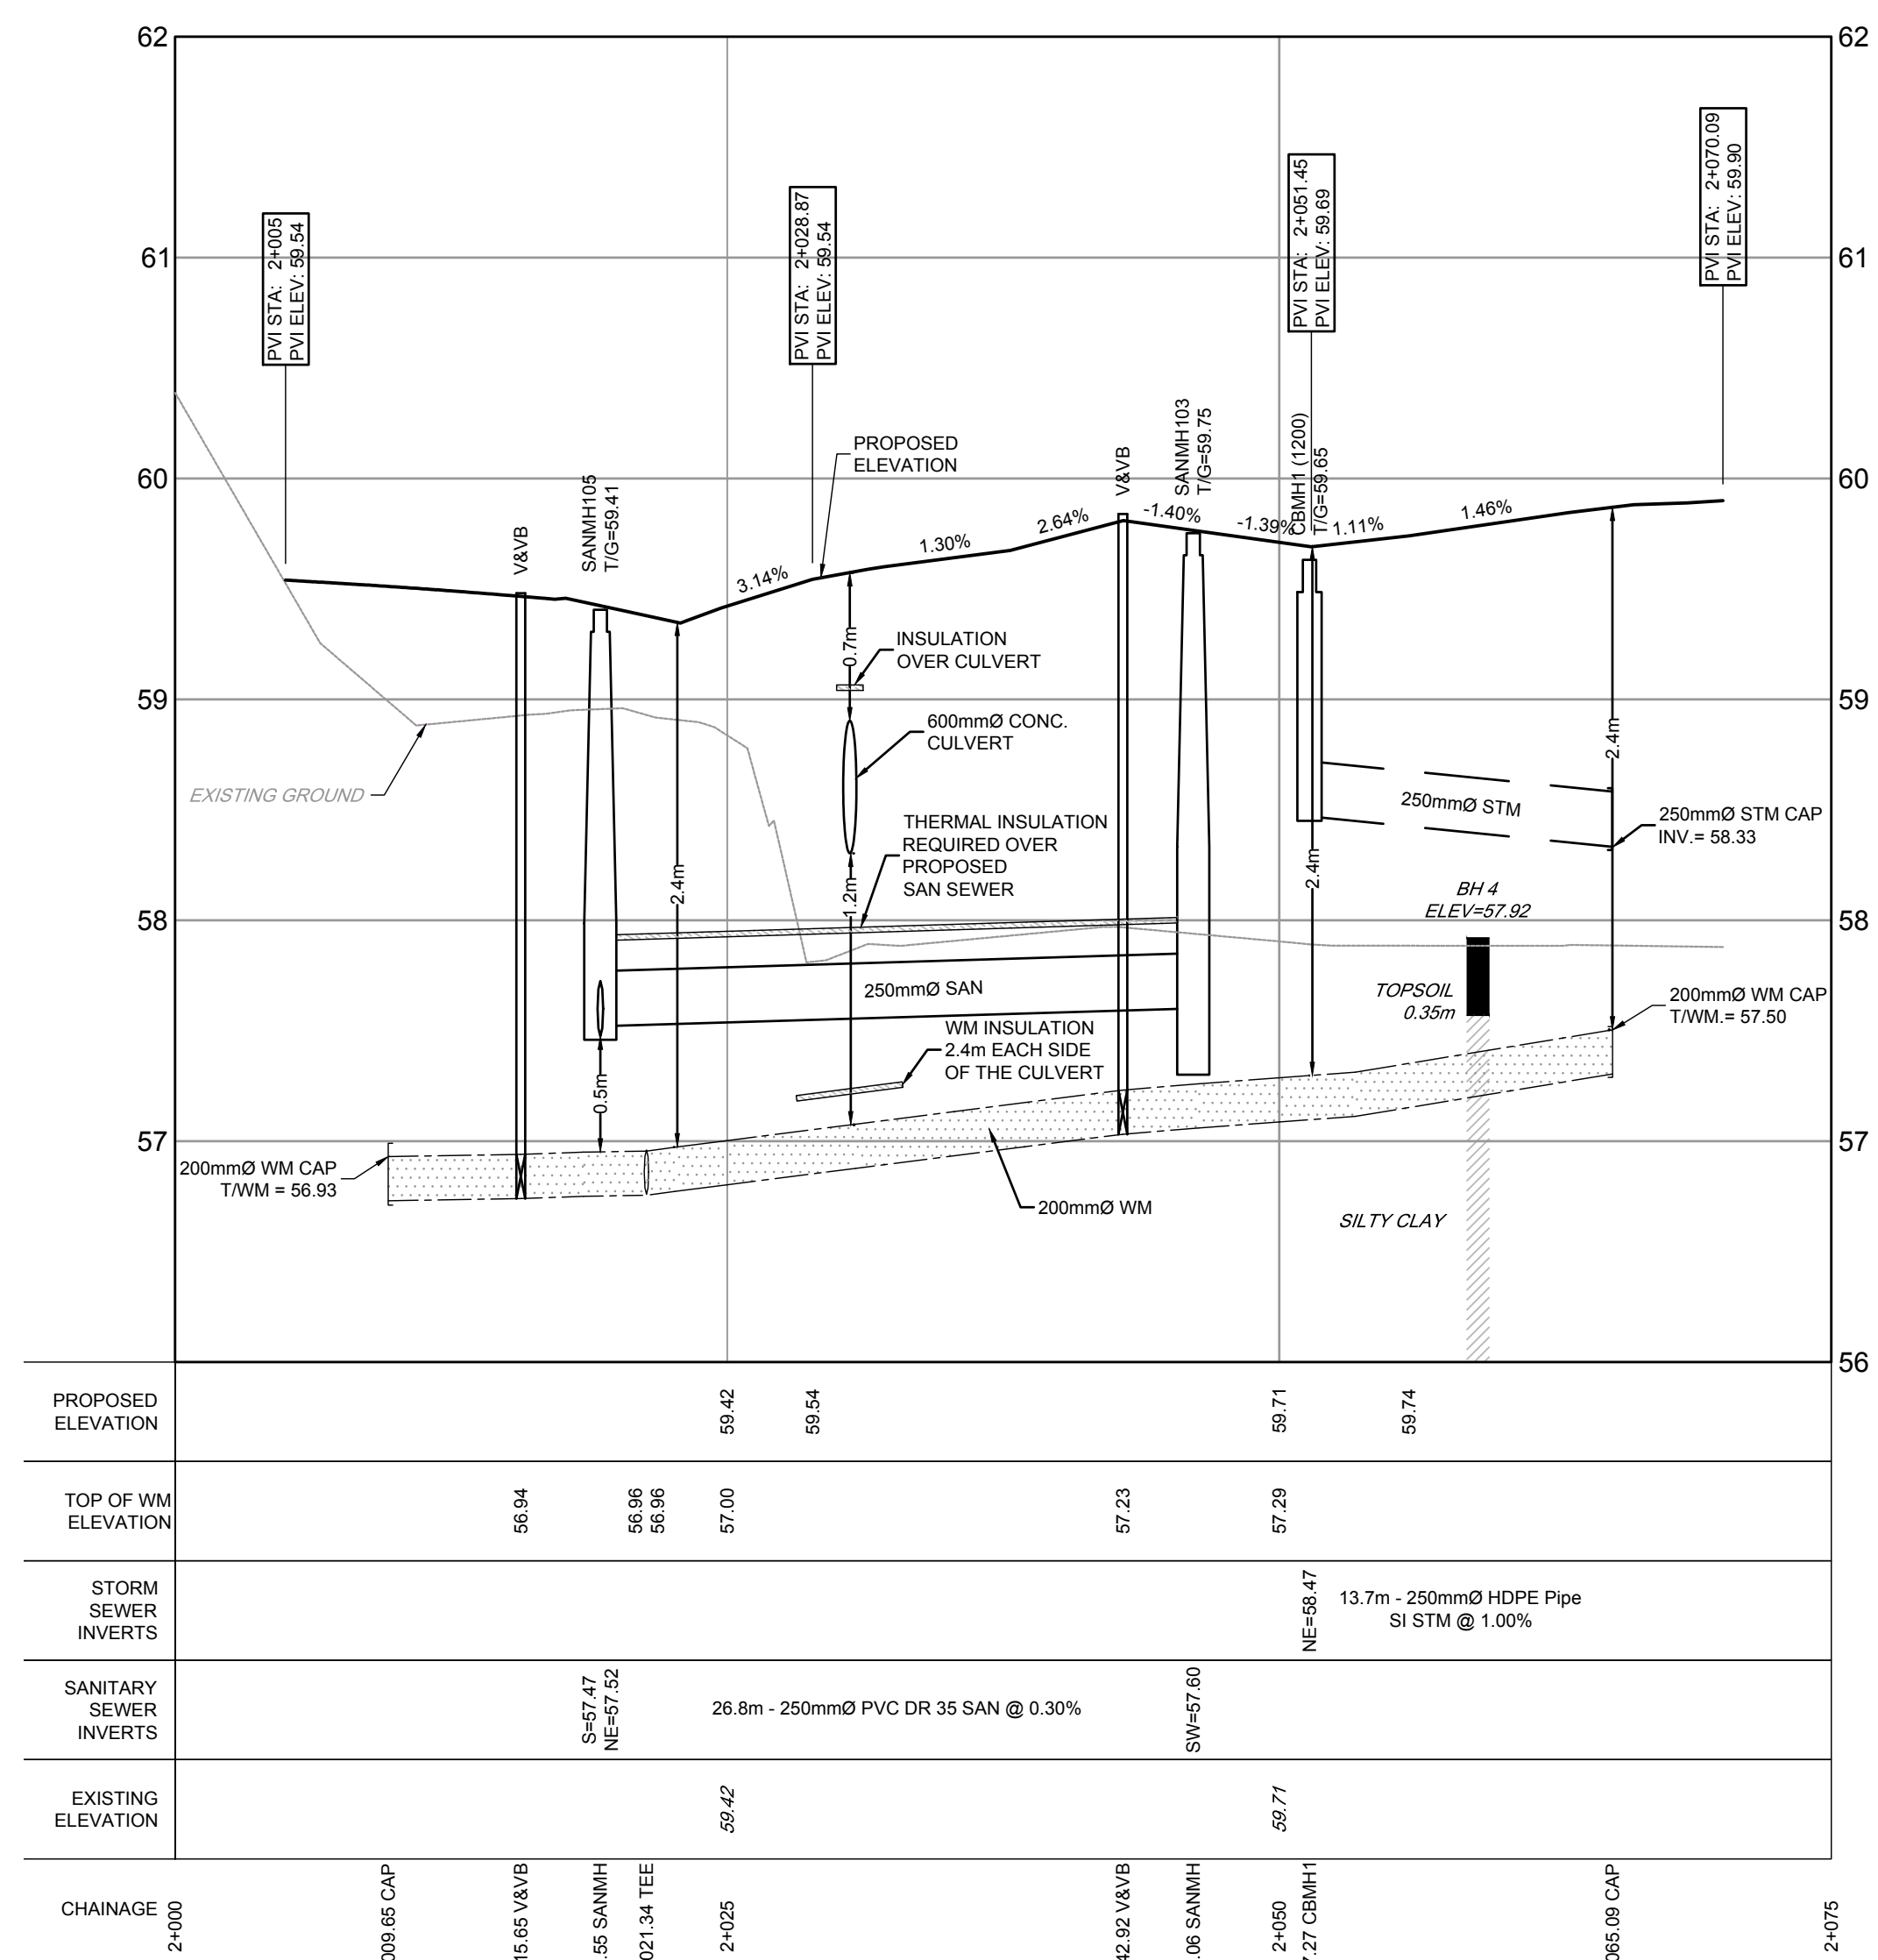 62
62
61
61
60
60
59
59
58
58
57
57
56
PVI STA: 2+005
PVI ELEV: 59.54
PVI STA: 2+028.87
PVI ELEV: 59.54
PVI STA: 2+051.45
PVI ELEV: 59.69
PVI STA: 2+070.09
PVI ELEV: 59.90
V&VB
SANMH105
T/G=59.41
PROPOSED
ELEVATION
V&VB
SANMH103
T/G=59.75
CBMH1 (1200)
T/G=59.65
3.14%
1.30%
2.64%
-1.40%
-1.39%
1.11%
1.46%
0.7m
INSULATION
OVER CULVERT
600mmØ CONC.
CULVERT
EXISTING GROUND
THERMAL INSULATION
REQUIRED OVER
PROPOSED
SAN SEWER
2.4m
1.2m
2.4m
2.4m
250mmØ STM
250mmØ STM CAP
INV.= 58.33
BH 4
ELEV=57.92
TOPSOIL
0.35m
250mmØ SAN
WM INSULATION
2.4m EACH SIDE
OF THE CULVERT
200mmØ WM CAP
T/WM.= 57.50
0.5m
200mmØ WM CAP
T/WM = 56.93
200mmØ WM
SILTY CLAY
PROPOSED
ELEVATION
59.42
59.54
59.71
59.74
TOP OF WM
ELEVATION
56.94
56.96
56.96
57.00
57.23
57.29
STORM
SEWER
INVERTS
NE=58.47
13.7m - 250mmØ HDPE Pipe
SI STM @ 1.00%
SANITARY
SEWER
INVERTS
S=57.47
NE=57.52
26.8m - 250mmØ PVC DR 35 SAN @ 0.30%
SW=57.60
EXISTING
ELEVATION
59.42
59.71
CHAINAGE
2+000
009.65 CAP
15.65 V&VB
.55 SANMH
021.34 TEE
2+025
42.92 V&VB
.06 SANMH
2+050
7.27 CBMH1
065.09 CAP
2+075